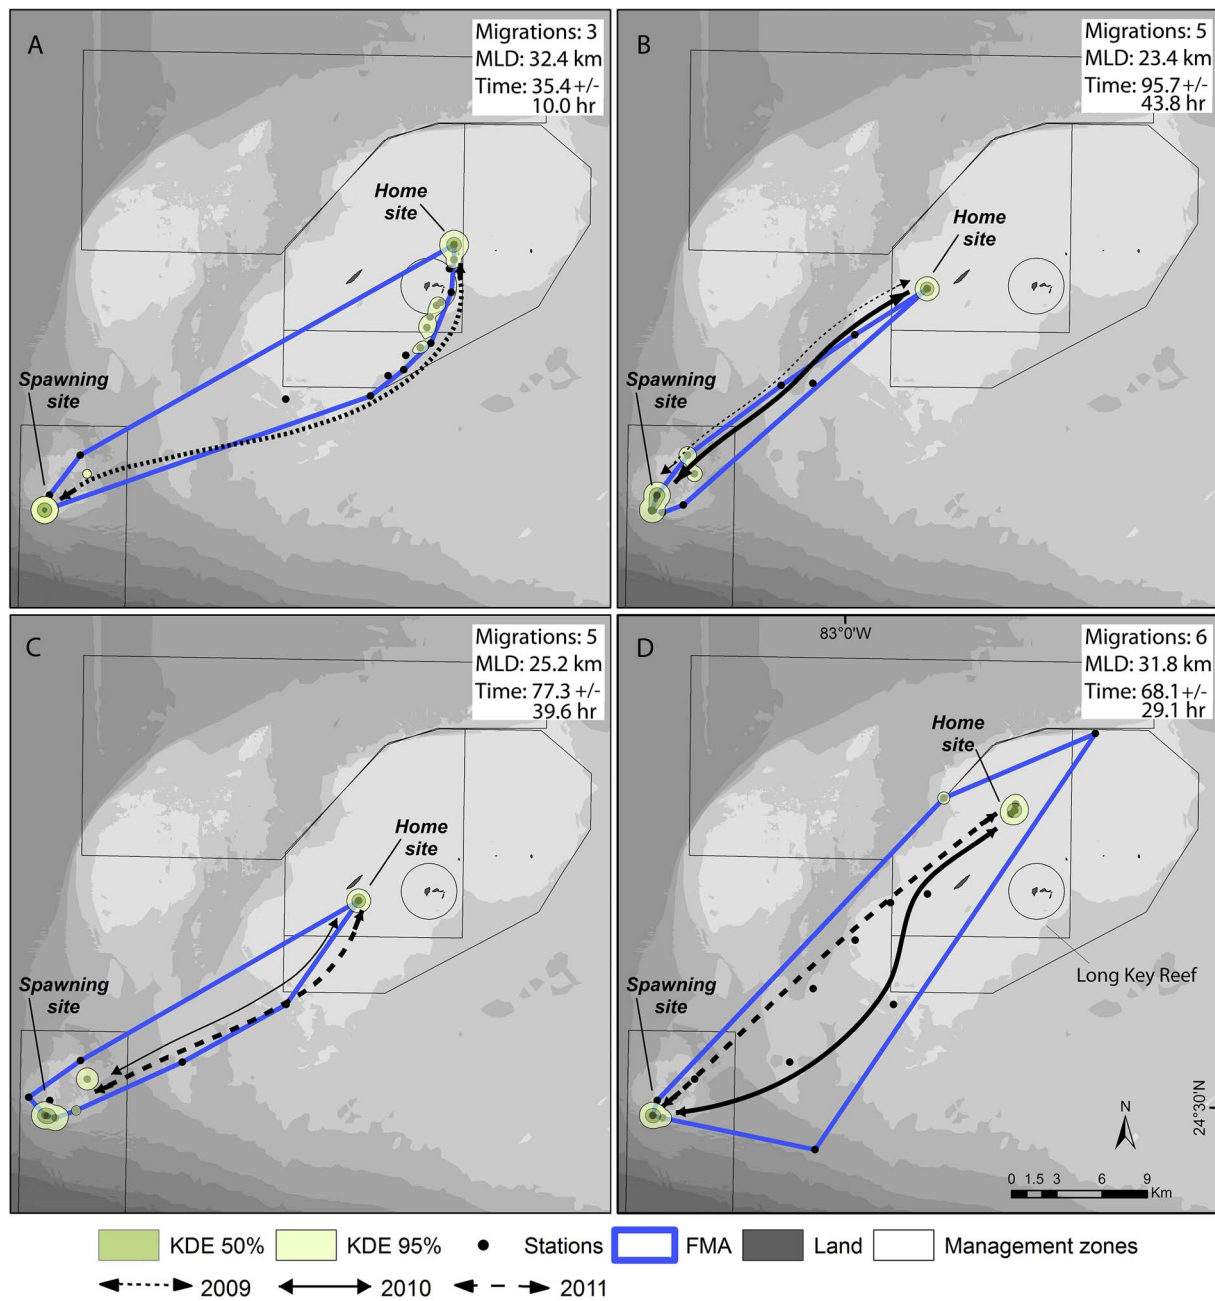 A
Migrations: 3
MLD: 32.4 km
Time: 35.4 +/-
10.0 hr
Home
site
Spawning
site
B
Migrations: 5
MLD: 23.4 km
Time: 95.7 +/-
43.8 hr
Home
site
Spawning
site
C
Migrations: 5
MLD: 25.2 km
Time: 77.3 +/-
39.6 hr
Home
site
Spawning
site
83°0'W
D
Migrations: 6
MLD: 31.8 km
Time: 68.1 +/-
29.1 hr
Home
site
Long Key Reef
Spawning
site
24°30'N
N
0 1.5 3 6 9
Km
KDE 50% KDE 95% Stations FMA Land Management zones
2009 2010 2011